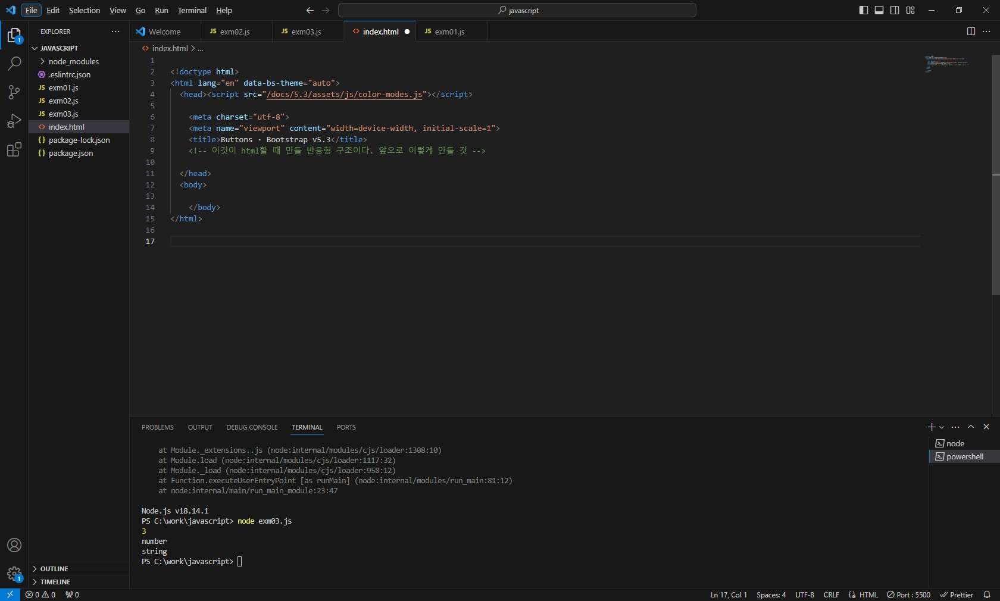 File Edit Selection View Go Run Terminal Help
javascript
EXPLORER
JAVASCRIPT
node_modules
.eslintrc.json
JS exm01.js
JS exm02.js
JS exm03.js
<> index.html
{} package-lock.json
{} package.json
OUTLINE
TIMELINE
Welcome JS exm02.js JS exm03.js <> index.html JS exm01.js
<> index.html > ...
1
2 <!doctype html>
3 <html lang="en" data-bs-theme="auto">
4 <head><script src="/docs/5.3/assets/js/color-modes.js"></script>
5
6 <meta charset="utf-8">
7 <meta name="viewport" content="width=device-width, initial-scale=1">
8 <title>Buttons · Bootstrap v5.3</title>
9 <!-- 이것이 html할 때 만들 반응형 구조이다. 앞으로 이렇게 만들 것 -->
10
11 </head>
12 <body>
13
14 </body>
15 </html>
16
17
PROBLEMS OUTPUT DEBUG CONSOLE TERMINAL PORTS
at Module._extensions..js (node:internal/modules/cjs/loader:1308:10)
at Module.load (node:internal/modules/cjs/loader:1117:32)
at Module._load (node:internal/modules/cjs/loader:958:12)
at Function.executeUserEntryPoint [as runMain] (node:internal/modules/run_main:81:12)
at node:internal/main/run_main_module:23:47
Node.js v18.14.1
PS C:\work\javascript> node exm03.js
3
number
string
PS C:\work\javascript>
node
powershell
1
1
0 0 0
Ln 17, Col 1 Spaces: 4 UTF-8 CRLF HTML Port : 5500 Prettier